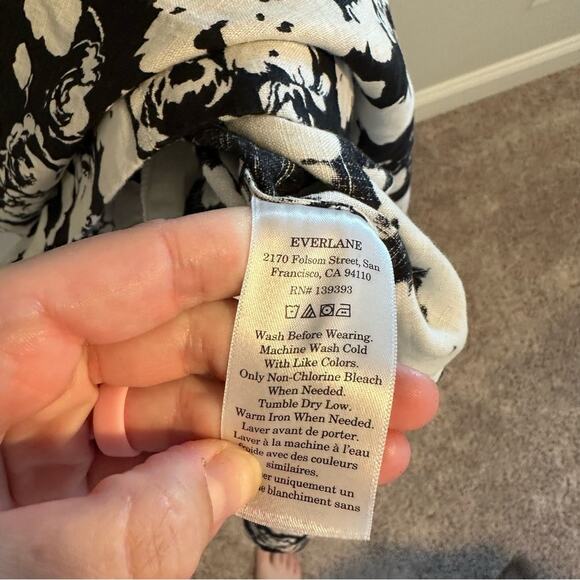 EVERLANE
2170 Folsom Street, San
Francisco, CA 94110
RN# 139393
Wash Before Wearing.
Machine Wash Cold
With Like Colors.
Only Non-Chlorine Bleach
When Needed.
Tumble Dry Low.
Warm Iron When Needed.
Laver avant de porter.
Laver à la machine à l'eau
froide avec des couleurs
similaires.
uniquement un
blanchiment sans